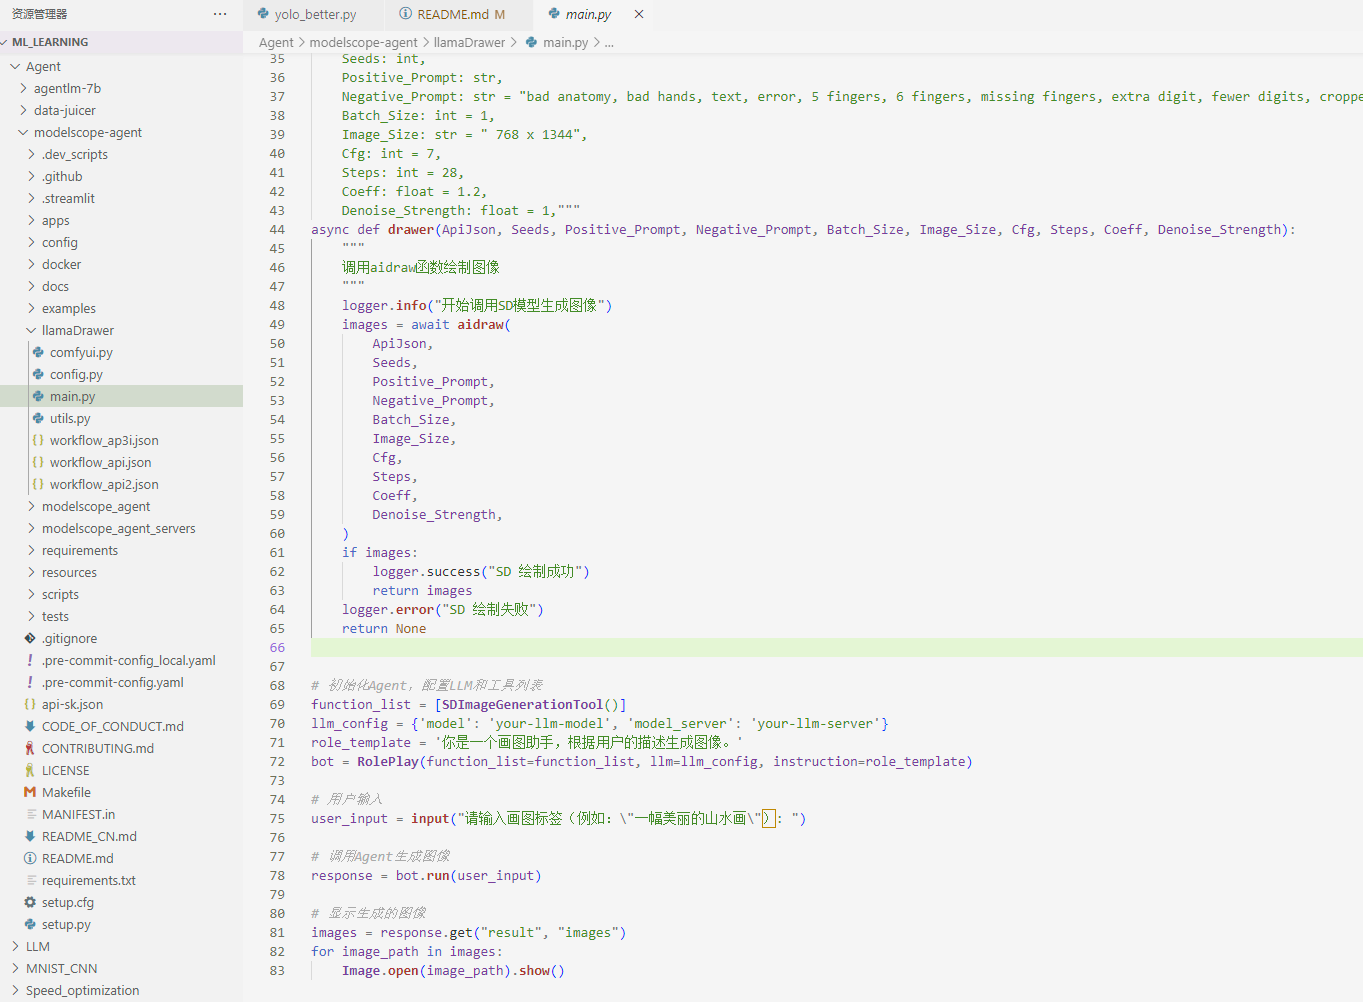 资源管理器
···
yolo_better.py
README.md M
main.py
ML_LEARNING
Agent
agentlm-7b
data-juicer
modelscope-agent
.dev_scripts
.github
.streamlit
apps
config
docker
docs
examples
llamaDrawer
comfyui.py
config.py
main.py
utils.py
workflow_ap3i.json
workflow_api.json
workflow_api2.json
modelscope_agent
modelscope_agent_servers
requirements
resources
scripts
tests
.gitignore
.pre-commit-config_local.yaml
.pre-commit-config.yaml
api-sk.json
CODE_OF_CONDUCT.md
CONTRIBUTING.md
LICENSE
Makefile
MANIFEST.in
README_CN.md
README.md
requirements.txt
setup.cfg
setup.py
LLM
MNIST_CNN
Speed_optimization
Agent > modelscope-agent > llamaDrawer > main.py > ...
35 Seeds: int,
36 Positive_Prompt: str,
37 Negative_Prompt: str = "bad anatomy, bad hands, text, error, 5 fingers, 6 fingers, missing fingers, extra digit, fewer digits, croppe
38 Batch_Size: int = 1,
39 Image_Size: str = " 768 x 1344",
40 Cfg: int = 7,
41 Steps: int = 28,
42 Coeff: float = 1.2,
43 Denoise_Strength: float = 1,"""
44 async def drawer(ApiJson, Seeds, Positive_Prompt, Negative_Prompt, Batch_Size, Image_Size, Cfg, Steps, Coeff, Denoise_Strength):
45 """
46 调用aidraw函数绘制图像
47 """
48 logger.info("开始调用SD模型生成图像")
49 images = await aidraw(
50 ApiJson,
51 Seeds,
52 Positive_Prompt,
53 Negative_Prompt,
54 Batch_Size,
55 Image_Size,
56 Cfg,
57 Steps,
58 Coeff,
59 Denoise_Strength,
60 )
61 if images:
62 logger.success("SD 绘制成功")
63 return images
64 logger.error("SD 绘制失败")
65 return None
66
67
68 # 初始化Agent，配置LLM和工具列表
69 function_list = [SDImageGenerationTool()]
70 llm_config = {'model': 'your-llm-model', 'model_server': 'your-llm-server'}
71 role_template = '你是一个画图助手，根据用户的描述生成图像。'
72 bot = RolePlay(function_list=function_list, llm=llm_config, instruction=role_template)
73
74 # 用户输入
75 user_input = input("请输入画图标签（例如：\"一幅美丽的山水画\"）: ")
76
77 # 调用Agent生成图像
78 response = bot.run(user_input)
79
80 # 显示生成的图像
81 images = response.get("result", "images")
82 for image_path in images:
83 Image.open(image_path).show()